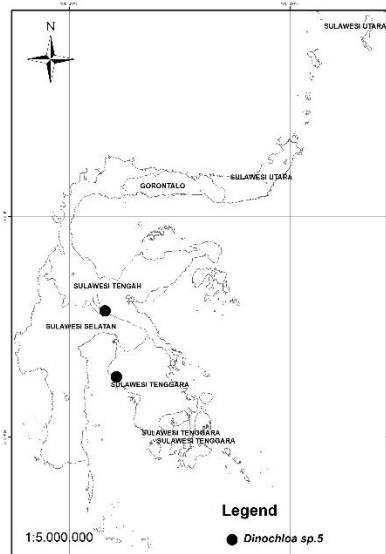 SULAWESI UTARA
N
SULAWESI UTARA
GORONTALO
SULAWESI TENGAH
SULAWESI SELATAN
SULAWESI TENGGARA
SULAWESI TENGGARA
SULAWESI TENGGARA
Legend
1:5.000.000
Dinochloa sp.5